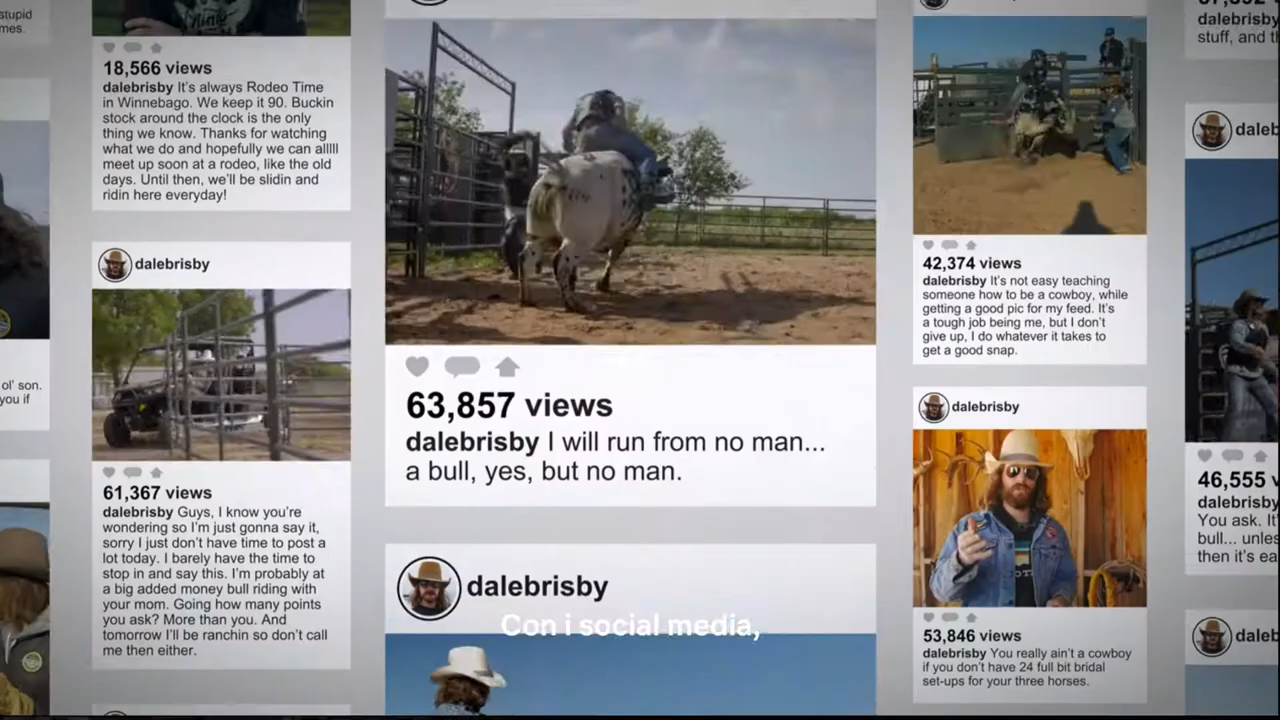 stupid
mes.
18,566 views
dalebrisby It's always Rodeo Time
in Winnebago. We keep it 90. Buckin
stock around the clock is the only
thing we know. Thanks for watching
what we do and hopefully we can alllll
meet up soon at a rodeo, like the old
days. Until then, we'll be slidin and
ridin here everyday!
dalebrisby
61,367 views
dalebrisby Guys, I know you're
wondering so I'm just gonna say it,
sorry I just don't have time to post a
lot today. I barely have the time to
stop in and say this. I'm probably at
a big added money bull riding with
your mom. Going how many points
you ask? More than you. And
tomorrow I'll be ranchin so don't call
me then either.
ol' son.
you if
63,857 views
dalebrisby I will run from no man...
a bull, yes, but no man.
dalebrisby
Con i social media,
42,374 views
dalebrisby It's not easy teaching
someone how to be a cowboy, while
getting a good pic for my feed. It's
a tough job being me, but I don't
give up, I do whatever it takes to
get a good snap.
dalebrisby
53,846 views
dalebrisby You really ain't a cowboy
if you don't have 24 full bit bridal
set-ups for your three horses.
dalebrisby
stuff, and
daleb
46,555
dalebrisby
You ask. It
bull... unles
then it's ea
daleb